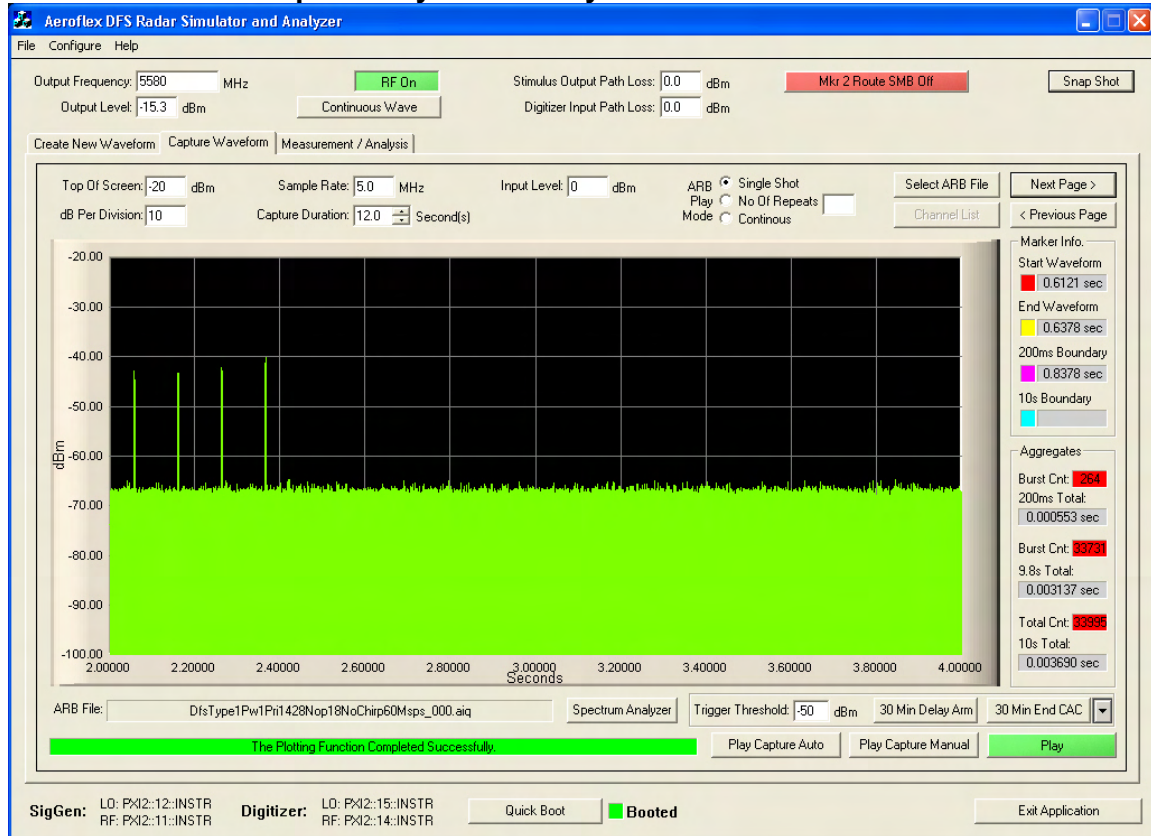 Aeroflex DFS Radar Simulator and Analyzer
File Configure Help
Output Frequency: 5580 MHz RF On Stimulus Output Path Loss: 0.0 dBm Mkr 2 Route SMB Off Snap Shot
Output Level: -15.3 dBm Continuous Wave Digitizer Input Path Loss: 0.0 dBm
Create New Waveform Capture Waveform Measurement / Analysis
Top Of Screen: -20 dBm Sample Rate: 5.0 MHz Input Level: 0 dBm ARB Play Mode Single Shot Select ARB File Next Page >
No Of Repeats
dB Per Division: 10 Capture Duration: 12.0 Second(s) Continous Channel List < Previous Page
Marker Info.
Start Waveform
0.6121 sec
End Waveform
0.6378 sec
200ms Boundary
0.8378 sec
10s Boundary
Aggregates
Burst Cnt: 264
200ms Total:
0.000553 sec
Burst Cnt: 33731
9.8s Total:
0.003137 sec
Total Cnt: 33995
10s Total:
0.003690 sec
-20.00
-30.00
-40.00
-50.00
-60.00
-70.00
-80.00
-90.00
-100.00
dBm
2.00000 2.20000 2.40000 2.60000 2.80000 3.00000 3.20000 3.40000 3.60000 3.80000 4.00000
Seconds
ARB File: DfsType1Pw1Pri1428Nop18NoChirp60Msps_000.aiq Spectrum Analyzer Trigger Threshold: -50 dBm 30 Min Delay Arm 30 Min End CAC
The Plotting Function Completed Successfully. Play Capture Auto Play Capture Manual Play
SigGen: LO: PXI2::12::INSTR Digitizer: LO: PXI2::15::INSTR Quick Boot Booted Exit Application
RF: PXI2::11::INSTR RF: PXI2::14::INSTR